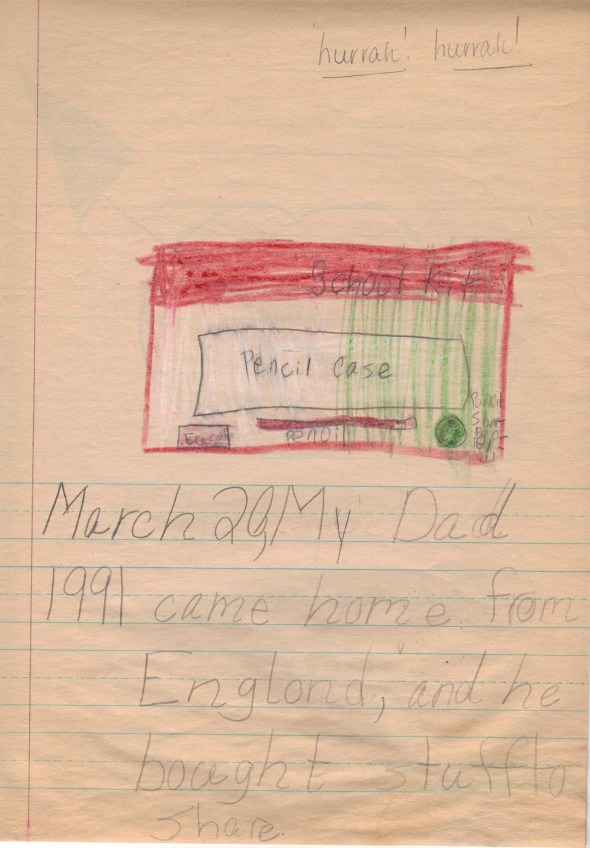 hurrah! hurrah!
School Kit
Pencil Case
Pencil
March 29, My Dad
1991 came home from
Englond, and he
bought stuff to
share.